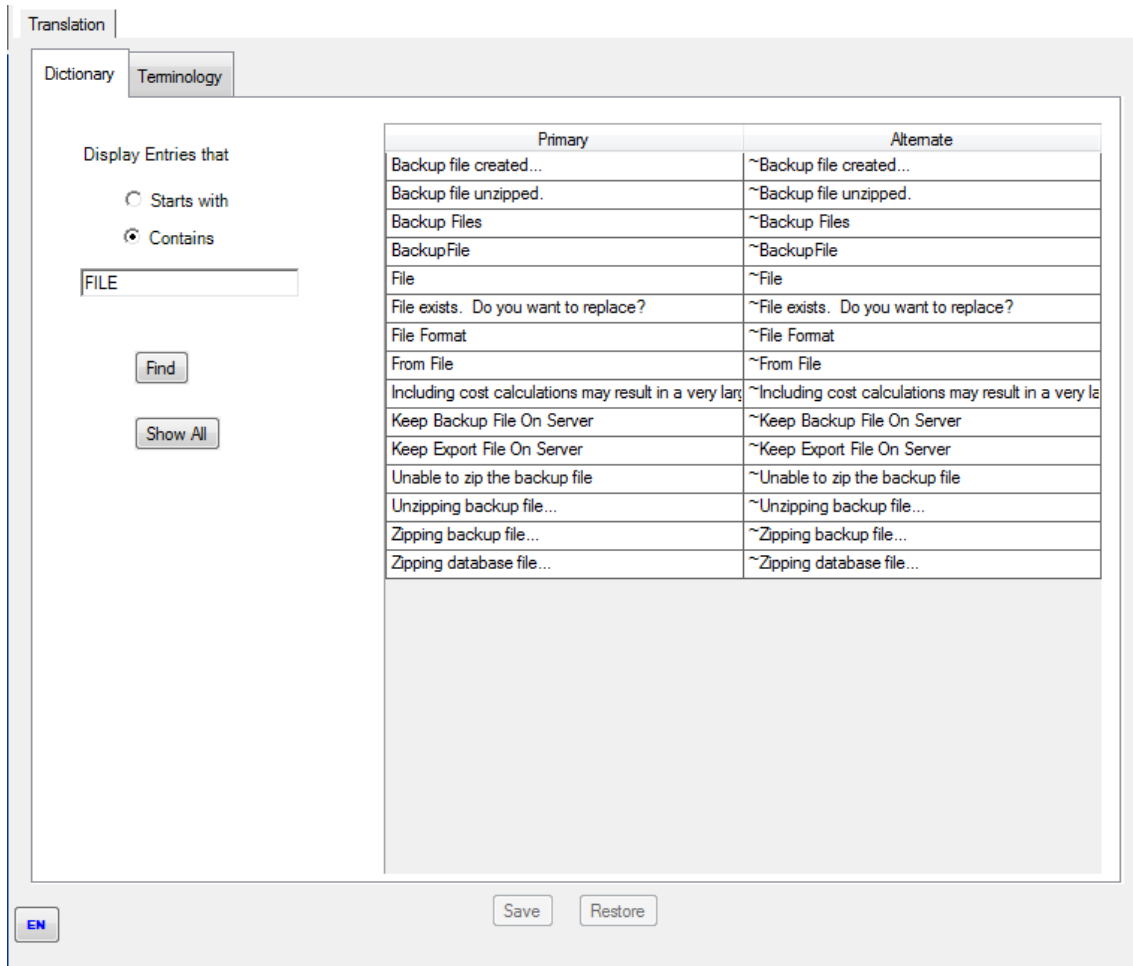 Translation
Dictionary Terminology
Display Entries that
Starts with
Contains
FILE
Find
Show All
Primary Alternate
Backup file created... ~Backup file created...
Backup file unzipped. ~Backup file unzipped.
Backup Files ~Backup Files
BackupFile ~BackupFile
File ~File
File exists.  Do you want to replace? ~File exists.  Do you want to replace?
File Format ~File Format
From File ~From File
Including cost calculations may result in a very larg ~Including cost calculations may result in a very la
Keep Backup File On Server ~Keep Backup File On Server
Keep Export File On Server ~Keep Export File On Server
Unable to zip the backup file ~Unable to zip the backup file
Unzipping backup file... ~Unzipping backup file...
Zipping backup file... ~Zipping backup file...
Zipping database file... ~Zipping database file...
Save Restore
EN